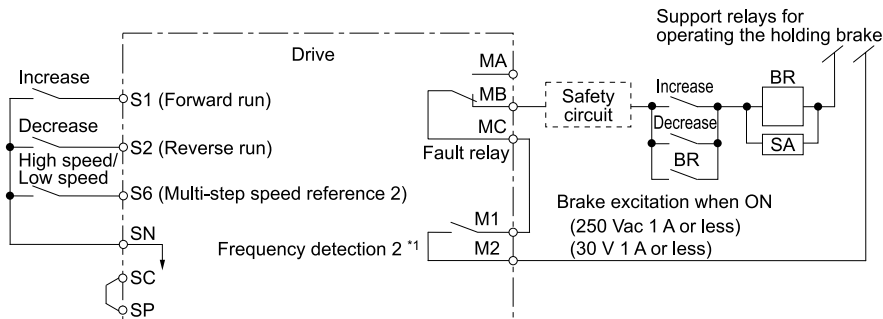 Support relays for
operating the holding brake
Drive
MA
Increase
S1 (Forward run)
MB
Safety
circuit
Increase
BR
Decrease
S2 (Reverse run)
MC
Fault relay
Decrease
SA
High speed/
Low speed
BR
S6 (Multi-step speed reference 2)
Brake excitation when ON
(250 Vac 1 A or less)
(30 V 1 A or less)
SN
M1
Frequency detection 2 *1
M2
SC
SP